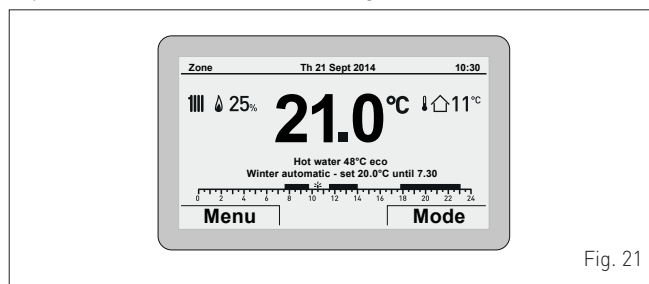 Zone Th 21 Sept 2014 10:30
25% 21.0°C 11°C
Hot water 48°C eco
Winter automatic - set 20.0°C until 7.30
0 2 4 6 8 10 12 14 16 18 20 22 24
Menu Mode
Fig. 21